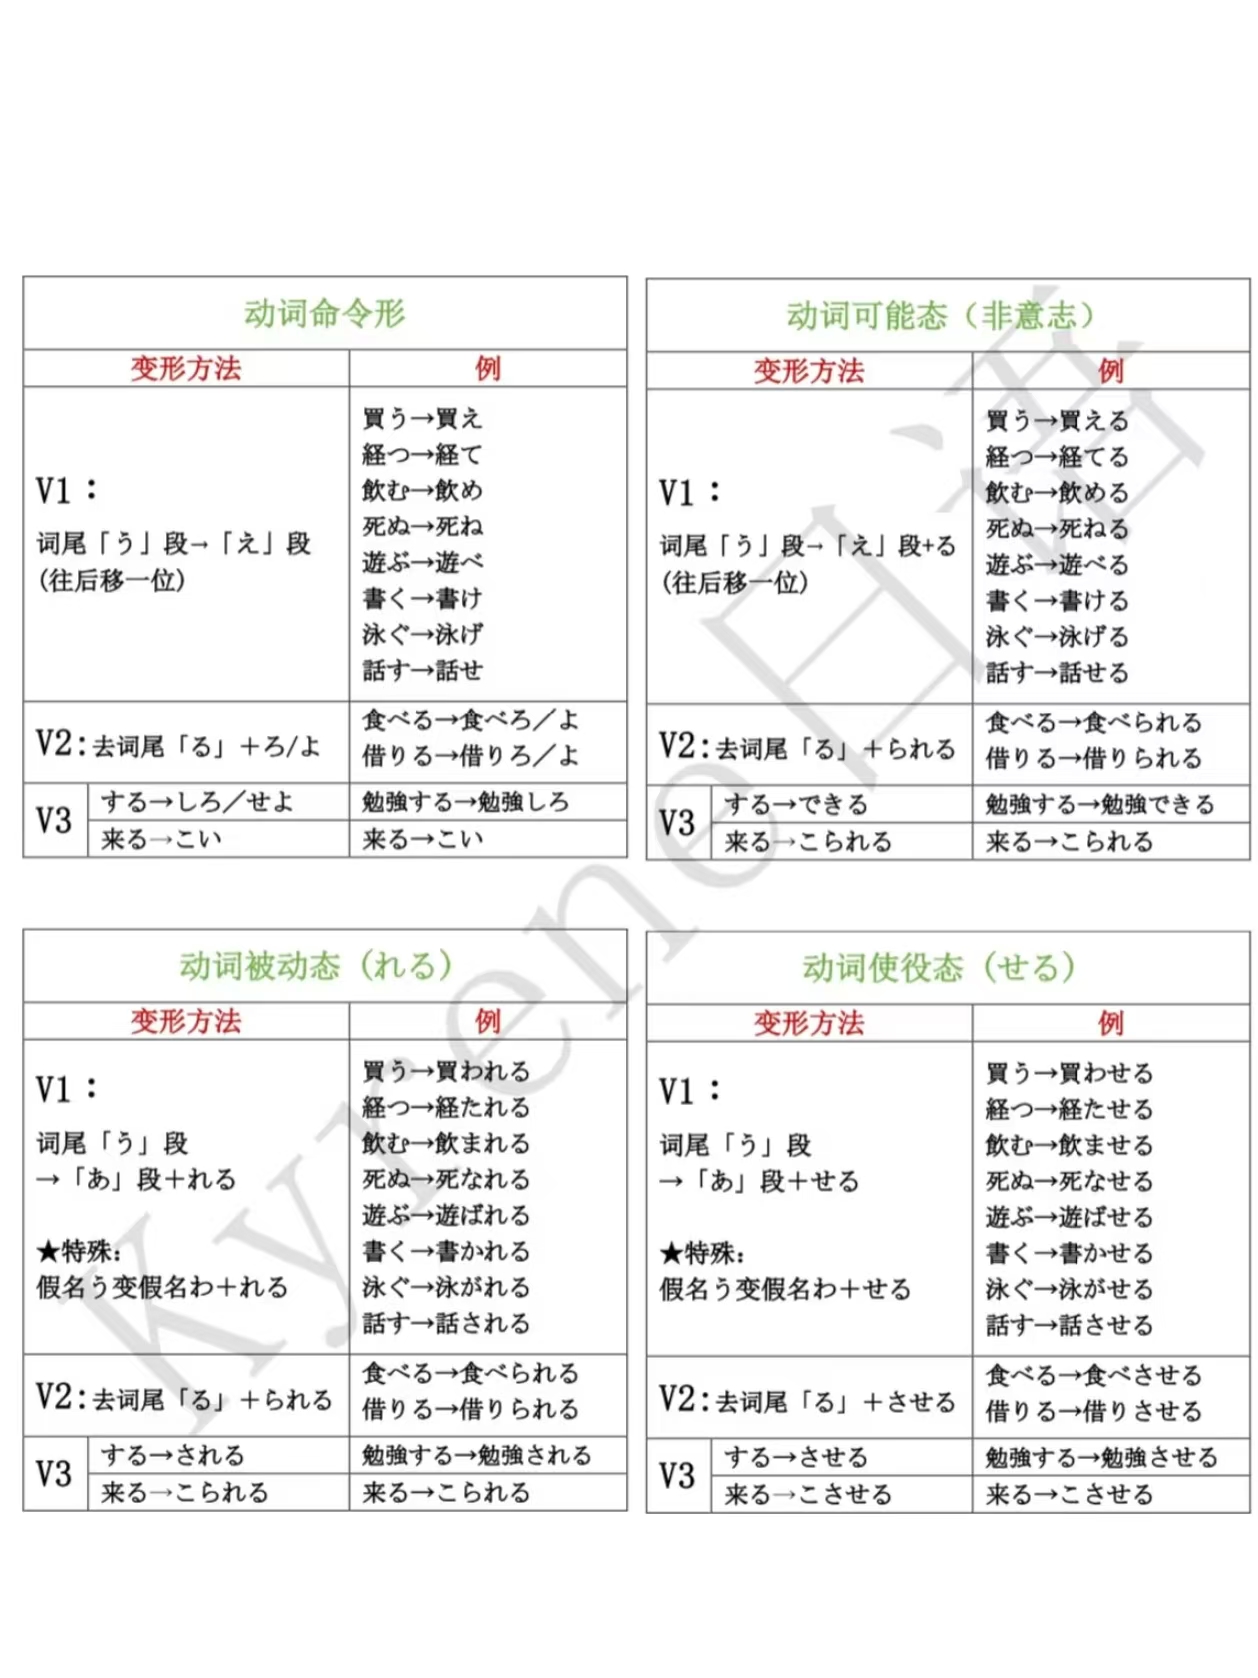 动词命令形
变形方法 例
V1：
词尾「う」段→「え」段
(往后移一位)
買う→買え
経つ→経て
飲む→飲め
死ぬ→死ね
遊ぶ→遊べ
書く→書け
泳ぐ→泳げ
話す→話せ
V2:去词尾「る」＋ろ/よ
食べる→食べろ／よ
借りる→借りろ／よ
V3
する→しろ／せよ 勉強する→勉強しろ
来る→こい 来る→こい
动词可能态（非意志）
变形方法 例
V1：
词尾「う」段→「え」段+る
(往后移一位)
買う→買える
経つ→経てる
飲む→飲める
死ぬ→死ねる
遊ぶ→遊べる
書く→書ける
泳ぐ→泳げる
話す→話せる
V2:去词尾「る」＋られる
食べる→食べられる
借りる→借りられる
V3
する→できる 勉強する→勉強できる
来る→こられる 来る→こられる
动词被动态（れる）
变形方法 例
V1：
词尾「う」段
→「あ」段＋れる
★特殊：
假名う变假名わ＋れる
買う→買われる
経つ→経たれる
飲む→飲まれる
死ぬ→死なれる
遊ぶ→遊ばれる
書く→書かれる
泳ぐ→泳がれる
話す→話される
V2:去词尾「る」＋られる
食べる→食べられる
借りる→借りられる
V3
する→される 勉強する→勉強される
来る→こられる 来る→こられる
动词使役态（せる）
变形方法 例
V1：
词尾「う」段
→「あ」段＋せる
★特殊：
假名う变假名わ＋せる
買う→買わせる
経つ→経たせる
飲む→飲ませる
死ぬ→死なせる
遊ぶ→遊ばせる
書く→書かせる
泳ぐ→泳がせる
話す→話させる
V2:去词尾「る」＋させる
食べる→食べさせる
借りる→借りさせる
V3
する→させる 勉強する→勉強させる
来る→こさせる 来る→こさせる
Kyrene日语